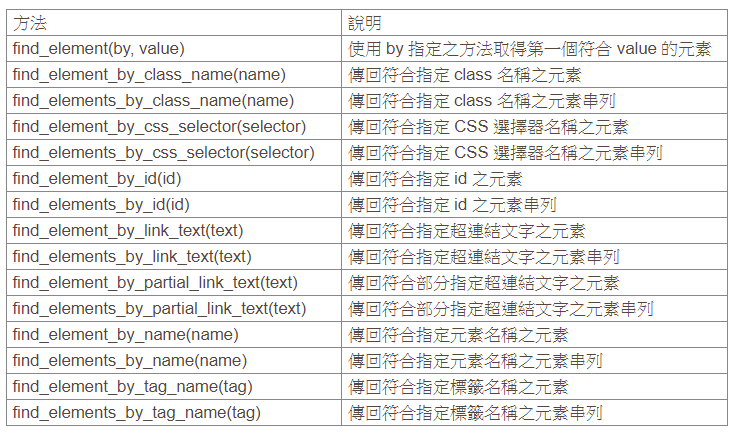 方法 說明
find_element(by, value) 使用 by 指定之方法取得第一個符合 value 的元素
find_element_by_class_name(name) 傳回符合指定 class 名稱之元素
find_elements_by_class_name(name) 傳回符合指定 class 名稱之元素串列
find_element_by_css_selector(selector) 傳回符合指定 CSS 選擇器名稱之元素
find_elements_by_css_selector(selector) 傳回符合指定 CSS 選擇器名稱之元素串列
find_element_by_id(id) 傳回符合指定 id 之元素
find_elements_by_id(id) 傳回符合指定 id 之元素串列
find_element_by_link_text(text) 傳回符合指定超連結文字之元素
find_elements_by_link_text(text) 傳回符合指定超連結文字之元素串列
find_element_by_partial_link_text(text) 傳回符合部分指定超連結文字之元素
find_elements_by_partial_link_text(text) 傳回符合部分指定超連結文字之元素串列
find_element_by_name(name) 傳回符合指定元素名稱之元素
find_elements_by_name(name) 傳回符合指定元素名稱之元素串列
find_element_by_tag_name(tag) 傳回符合指定標籤名稱之元素
find_elements_by_tag_name(tag) 傳回符合指定標籤名稱之元素串列